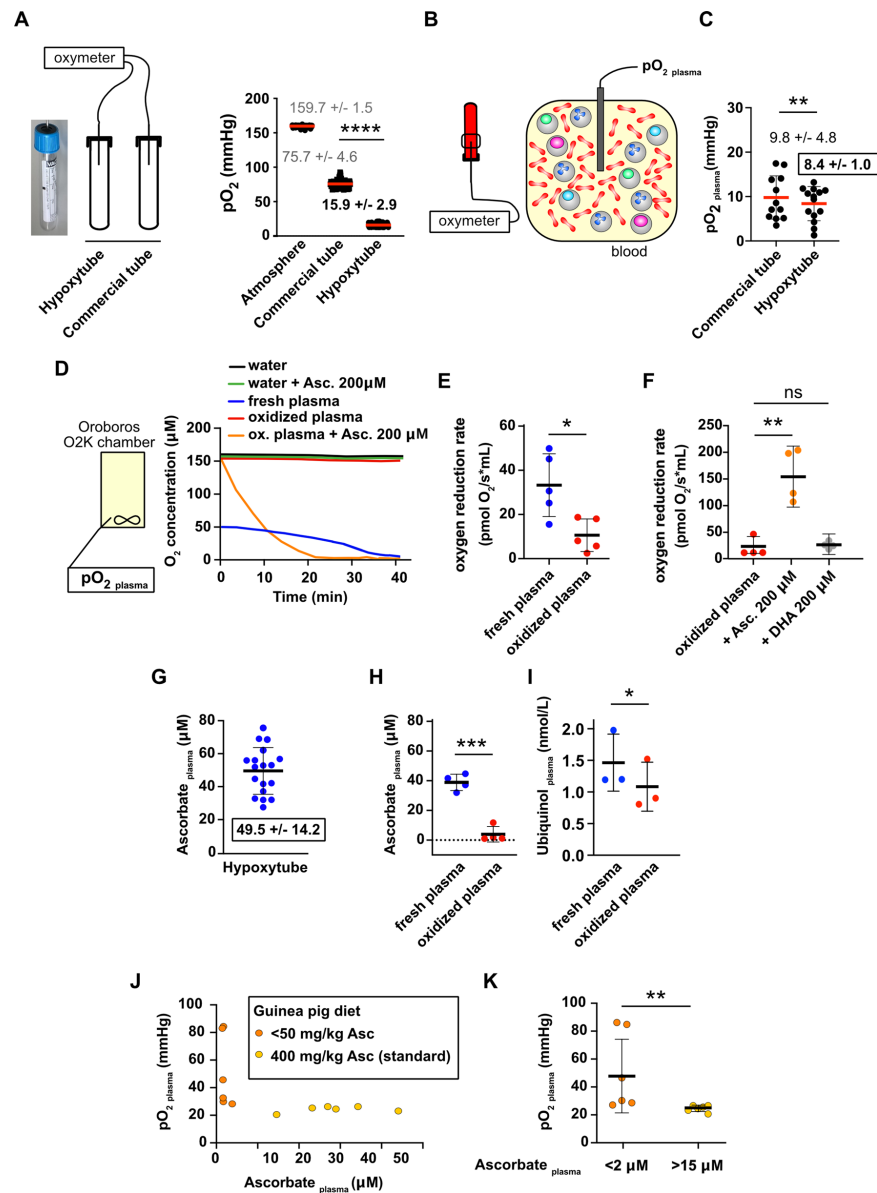 A
oxymeter
Hypoxytube
Commercial tube
pO2 (mmHg)
200
150
100
50
0
159.7 +/- 1.5
****
75.7 +/- 4.6
15.9 +/- 2.9
Atmosphere
Commercial tube
Hypoxytube
B
pO2 plasma
oxymeter
blood
C
pO2 plasma(mmHg)
30
20
10
0
**
9.8 +/- 4.8
8.4 +/- 1.0
Commercial tube
Hypoxytube
D
Oroboros
O2K chamber
pO2 plasma
water
water + Asc. 200µM
fresh plasma
oxidized plasma
ox. plasma + Asc. 200 µM
O2 concentration (µM)
200
150
100
50
0
0 10 20 30 40
Time (min)
E
oxygen reduction rate
(pmol O2/s*mL)
60
40
20
0
*
fresh plasma
oxidized plasma
F
oxygen reduction rate
(pmol O2/s*mL)
250
200
150
100
50
0
ns
**
oxidized plasma
+ Asc. 200 µM
+ DHA 200 µM
G
Ascorbate plasma (µM)
80
60
40
20
0
49.5 +/- 14.2
Hypoxytube
H
Ascorbate plasma (µM)
80
60
40
20
0
***
fresh plasma
oxidized plasma
I
Ubiquinol plasma (nmol/L)
2.0
1.5
1.0
0.5
0.0
*
fresh plasma
oxidized plasma
J
pO2 plasma (mmHg)
100
80
60
40
20
0
Guinea pig diet
<50 mg/kg Asc
400 mg/kg Asc (standard)
0 10 20 30 40 50
Ascorbate plasma (µM)
K
pO2 plasma (mmHg)
100
80
60
40
20
0
**
Ascorbate plasma <2 µM >15 µM